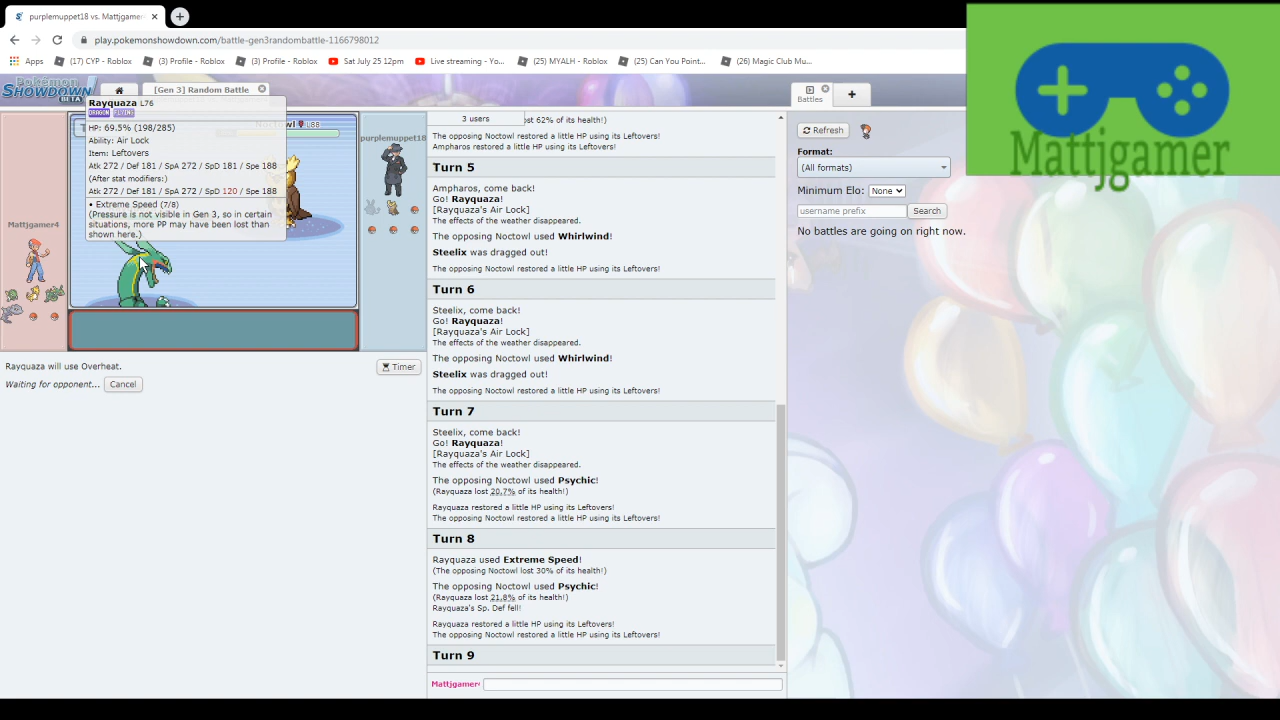 purplemuppet18 vs. Mattjgamer
play.pokemonshowdown.com/battle-gen3randombattle-1166798012
Apps
(17) CYP - Roblox
(3) Profile - Roblox
(3) Profile - Roblox
Sat July 25 12pm
Live streaming - Yo...
(25) MYALH - Roblox
(25) Can You Point...
(26) Magic Club Mu...
Pokémon
SHOWDOWN
BETA
[Gen 3] Random Battle
Battles
Mattjgamer
Rayquaza L76
DRAGON FLYING
HP: 69.5% (198/285)
Ability: Air Lock
Item: Leftovers
Atk 272 / Def 181 / SpA 272 / SpD 181 / Spe 188
(After stat modifiers:)
Atk 272 / Def 181 / SpA 272 / SpD 120 / Spe 188
• Extreme Speed (7/8)
(Pressure is not visible in Gen 3, so in certain
situations, more PP may have been lost than
shown here.)
Noctowl L88
purplemuppet18
Mattjgamer4
Rayquaza will use Overheat.
Waiting for opponent...
Cancel
Timer
3 users
ost 62% of its health!)
The opposing Noctowl restored a little HP using its Leftovers!
Ampharos restored a little HP using its Leftovers!
Turn 5
Ampharos, come back!
Go! Rayquaza!
[Rayquaza's Air Lock]
The effects of the weather disappeared.
The opposing Noctowl used Whirlwind!
Steelix was dragged out!
The opposing Noctowl restored a little HP using its Leftovers!
Turn 6
Steelix, come back!
Go! Rayquaza!
[Rayquaza's Air Lock]
The effects of the weather disappeared.
The opposing Noctowl used Whirlwind!
Steelix was dragged out!
The opposing Noctowl restored a little HP using its Leftovers!
Turn 7
Steelix, come back!
Go! Rayquaza!
[Rayquaza's Air Lock]
The effects of the weather disappeared.
The opposing Noctowl used Psychic!
(Rayquaza lost 20.7% of its health!)
Rayquaza restored a little HP using its Leftovers!
The opposing Noctowl restored a little HP using its Leftovers!
Turn 8
Rayquaza used Extreme Speed!
(The opposing Noctowl lost 30% of its health!)
The opposing Noctowl used Psychic!
(Rayquaza lost 21.8% of its health!)
Rayquaza's Sp. Def fell!
Rayquaza restored a little HP using its Leftovers!
The opposing Noctowl restored a little HP using its Leftovers!
Turn 9
Mattjgamer
Refresh
Format:
(All formats)
Minimum Elo: None
username prefix
Search
No battles are going on right now.